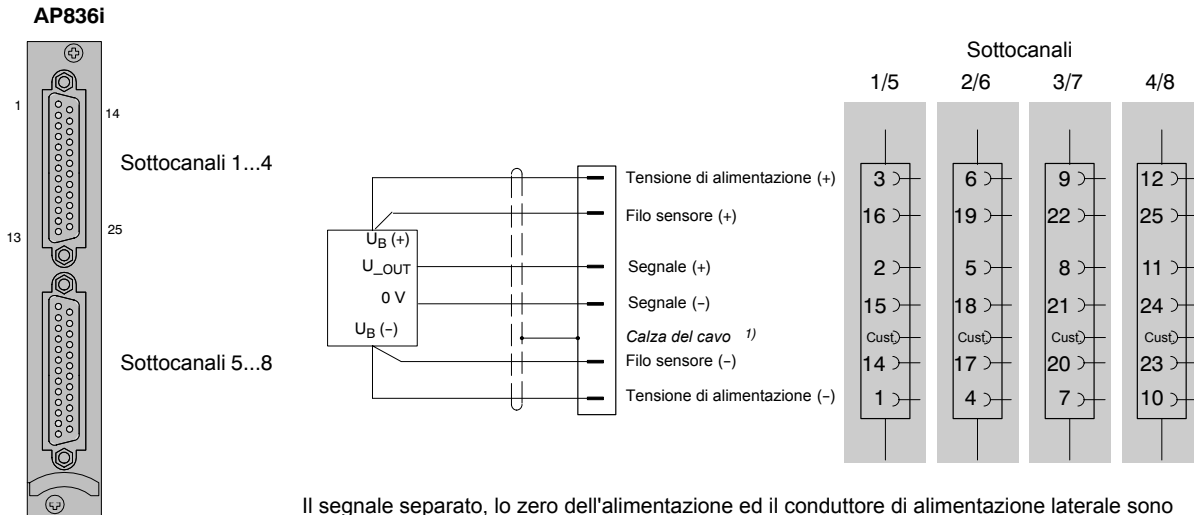 AP836i
1
14
Sottocanali 1...4
13
25
Sottocanali 5...8
UB (+)
U_OUT
0 V
UB (−)
Tensione di alimentazione (+)
Filo sensore (+)
Segnale (+)
Segnale (−)
Calza del cavo 1)
Filo sensore (−)
Tensione di alimentazione (−)
Sottocanali
1/5 2/6 3/7 4/8
3 6 9 12
16 19 22 25
2 5 8 11
15 18 21 24
Cust. Cust. Cust. Cust.
14 17 20 23
1 4 7 10
Il segnale separato, lo zero dell'alimentazione ed il conduttore di alimentazione laterale sono